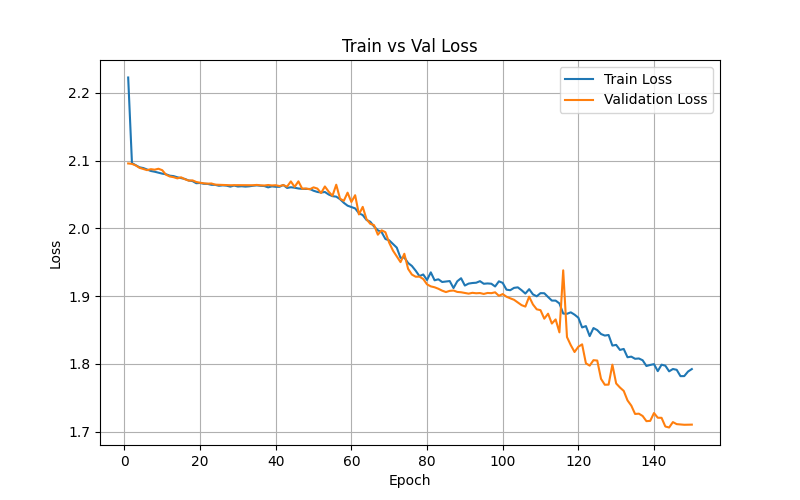 Train vs Val Loss
Train Loss
Validation Loss
Loss
2.2
2.1
2.0
1.9
1.8
1.7
0 20 40 60 80 100 120 140
Epoch